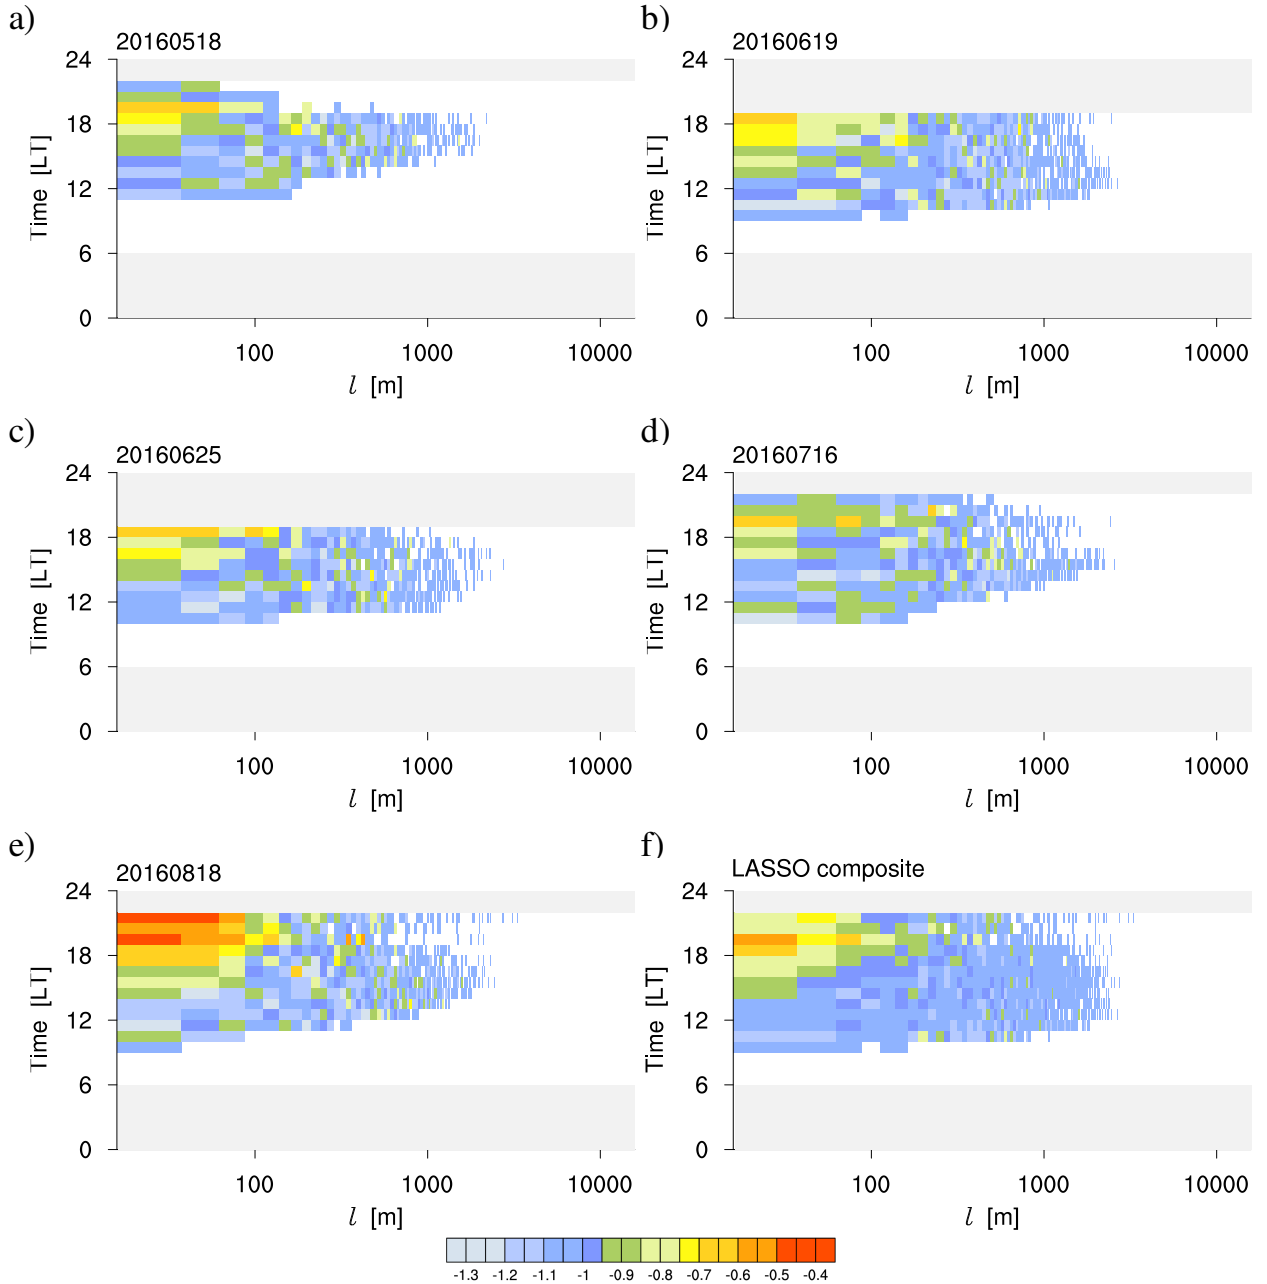 a)
20160518
24
18
12
6
0
Time [LT]
100 1000 10000
l [m]
b)
20160619
24
18
12
6
0
Time [LT]
100 1000 10000
l [m]
c)
20160625
24
18
12
6
0
Time [LT]
100 1000 10000
l [m]
d)
20160716
24
18
12
6
0
Time [LT]
100 1000 10000
l [m]
e)
20160818
24
18
12
6
0
Time [LT]
100 1000 10000
l [m]
f)
LASSO composite
24
18
12
6
0
Time [LT]
100 1000 10000
l [m]
-1.3 -1.2 -1.1 -1 -0.9 -0.8 -0.7 -0.6 -0.5 -0.4